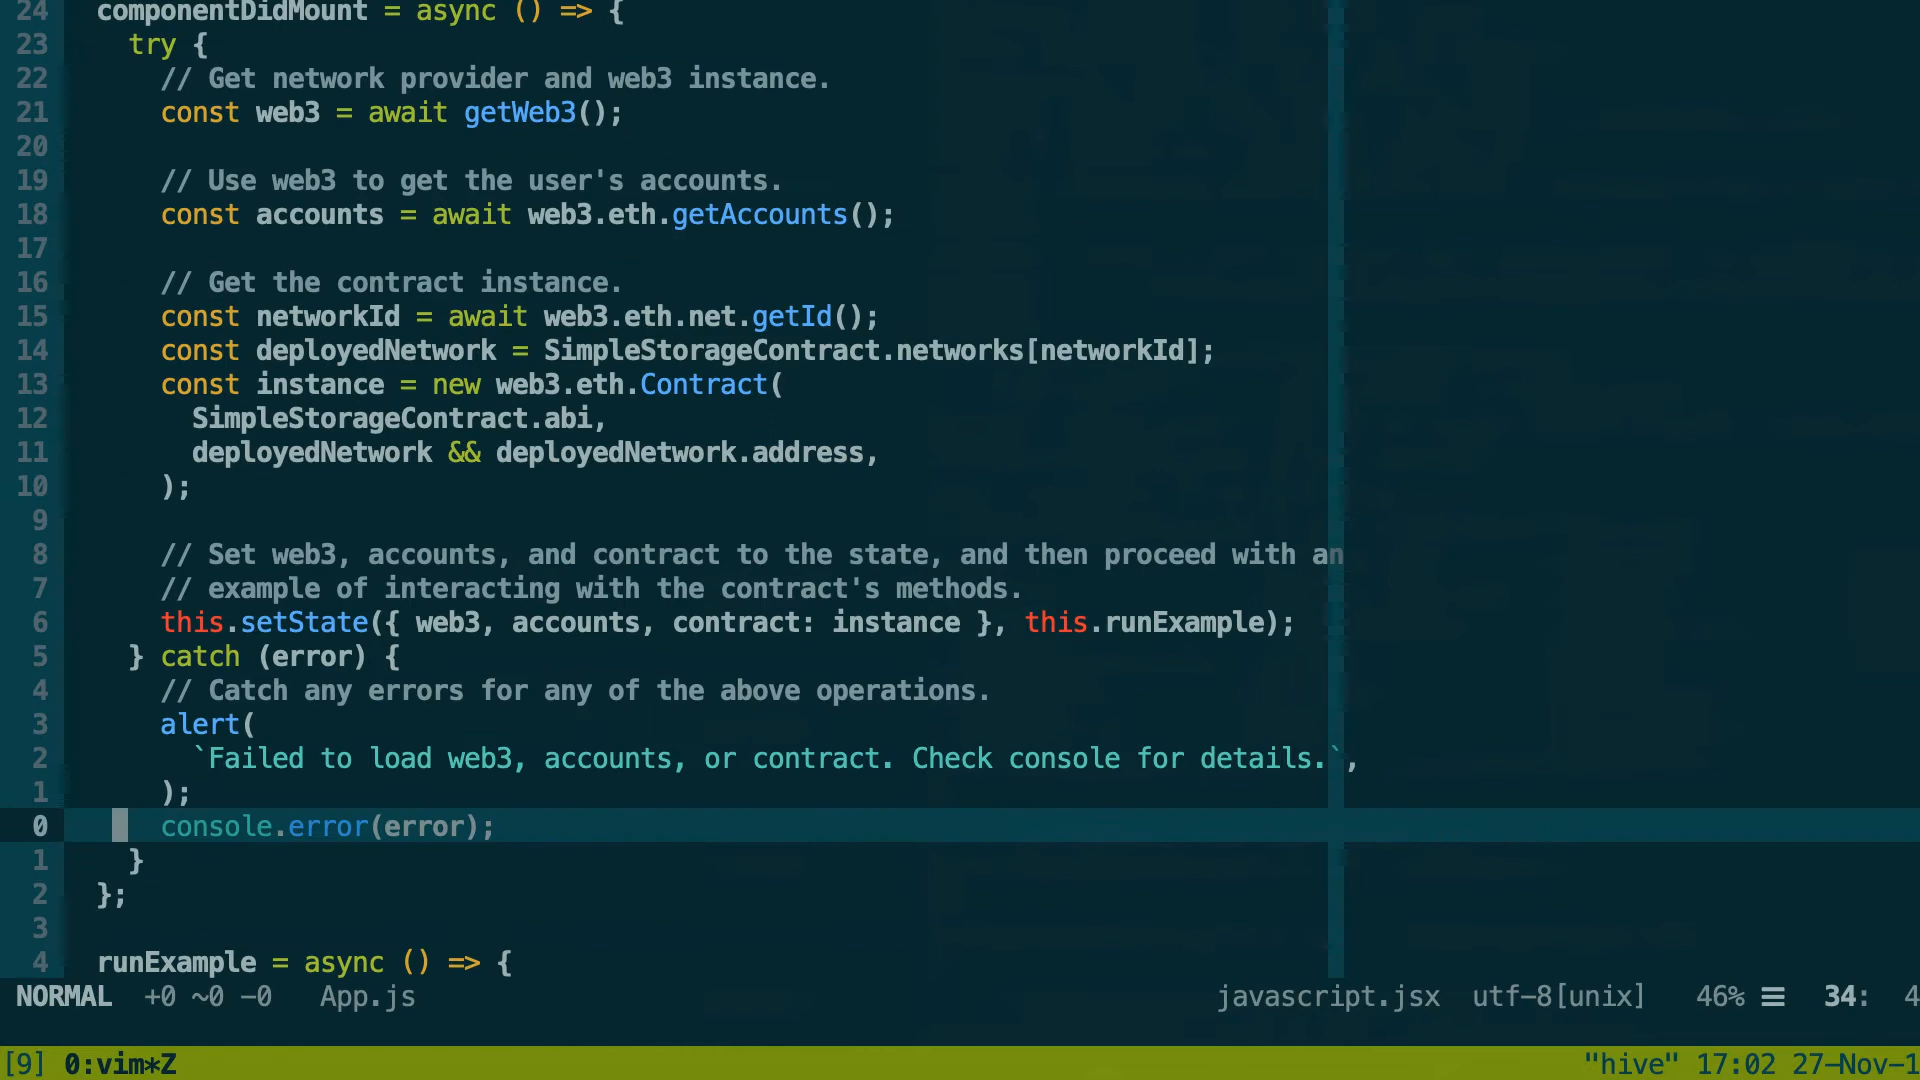 24 componentDidMount = async () => {
23 try {
22 // Get network provider and web3 instance.
21 const web3 = await getWeb3();
20
19 // Use web3 to get the user's accounts.
18 const accounts = await web3.eth.getAccounts();
17
16 // Get the contract instance.
15 const networkId = await web3.eth.net.getId();
14 const deployedNetwork = SimpleStorageContract.networks[networkId];
13 const instance = new web3.eth.Contract(
12 SimpleStorageContract.abi,
11 deployedNetwork && deployedNetwork.address,
10 );
9
8 // Set web3, accounts, and contract to the state, and then proceed with an
7 // example of interacting with the contract's methods.
6 this.setState({ web3, accounts, contract: instance }, this.runExample);
5 } catch (error) {
4 // Catch any errors for any of the above operations.
3 alert(
2 `Failed to load web3, accounts, or contract. Check console for details.`,
1 );
0 console.error(error);
1 }
2 };
3
4 runExample = async () => {
NORMAL +0 ~0 -0 App.js javascript.jsx utf-8[unix] 46% ☰ 34: 4
[9] 0:vim*Z "hive" 17:02 27-Nov-1